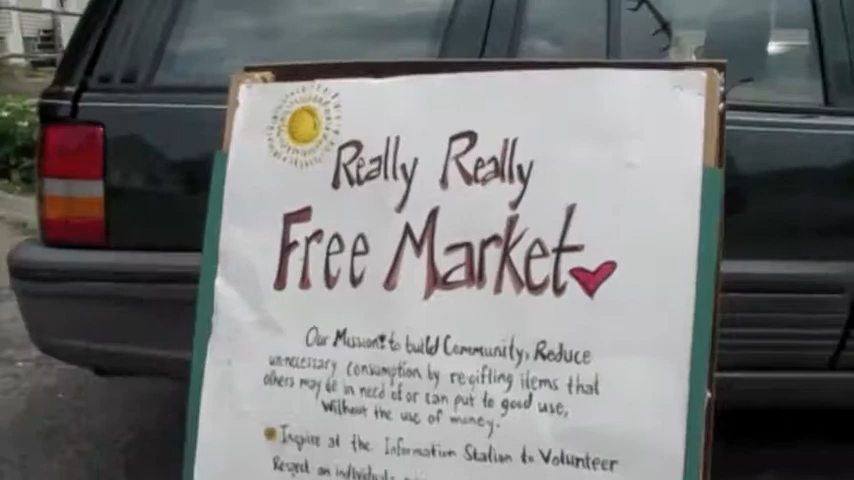 Really Really
Free Market
Our Mission: to build Community, Reduce
unnecessary consumption by regifting items that
others may be in need of or can put to good use,
without the use of money.
Inquire at the Information Station to Volunteer
Respect an individuals